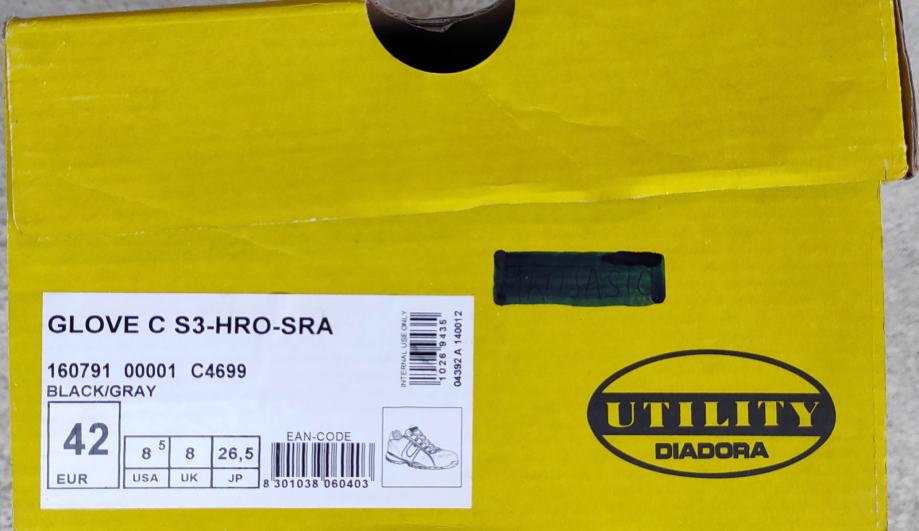 GLOVE C S3-HRO-SRA
INTERNAL USE ONLY
1026 9435
04392 A 140012
160791 00001 C4699
BLACK/GRAY
42
EUR
8 5
USA
8
UK
26,5
JP
EAN-CODE
8 301038 060403
UTILITY
DIADORA